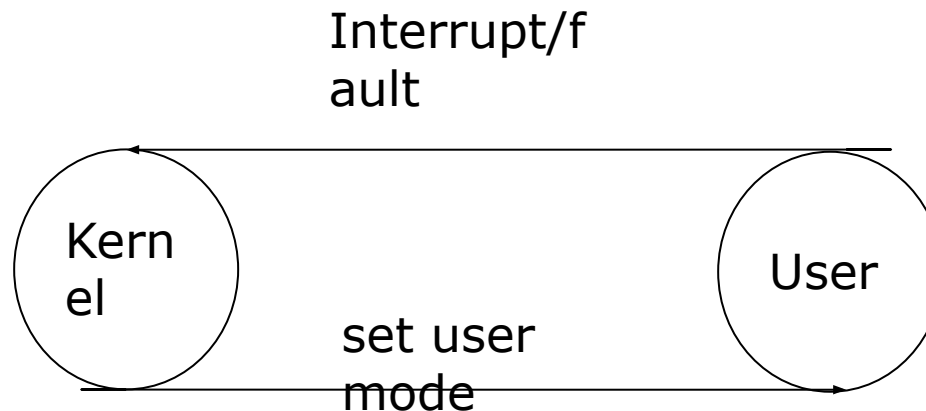 Interrupt/f
ault
Kern
el
User
set user
mode